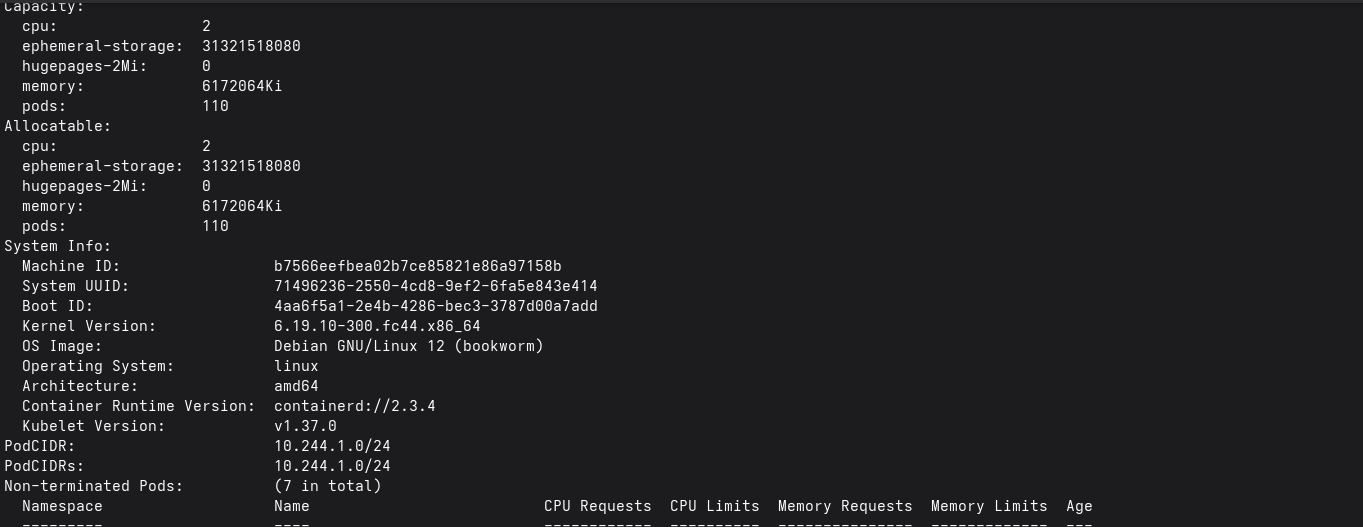 Capacity:
  cpu:                2
  ephemeral-storage:  31321518080
  hugepages-2Mi:      0
  memory:             6172064Ki
  pods:               110
Allocatable:
  cpu:                2
  ephemeral-storage:  31321518080
  hugepages-2Mi:      0
  memory:             6172064Ki
  pods:               110
System Info:
  Machine ID:                 b7566eefbea02b7ce85821e86a97158b
  System UUID:                71496236-2550-4cd8-9ef2-6fa5e843e414
  Boot ID:                    4aa6f5a1-2e4b-4286-bec3-3787d00a7add
  Kernel Version:             6.19.10-300.fc44.x86_64
  OS Image:                   Debian GNU/Linux 12 (bookworm)
  Operating System:           linux
  Architecture:               amd64
  Container Runtime Version:  containerd://2.3.4
  Kubelet Version:            v1.37.0
PodCIDR:                      10.244.1.0/24
PodCIDRs:                     10.244.1.0/24
Non-terminated Pods:          (7 in total)
  Namespace                   Name                          CPU Requests  CPU Limits  Memory Requests  Memory Limits  Age
  ---------                   ----                          ------------  ----------  ---------------  -------------  ---